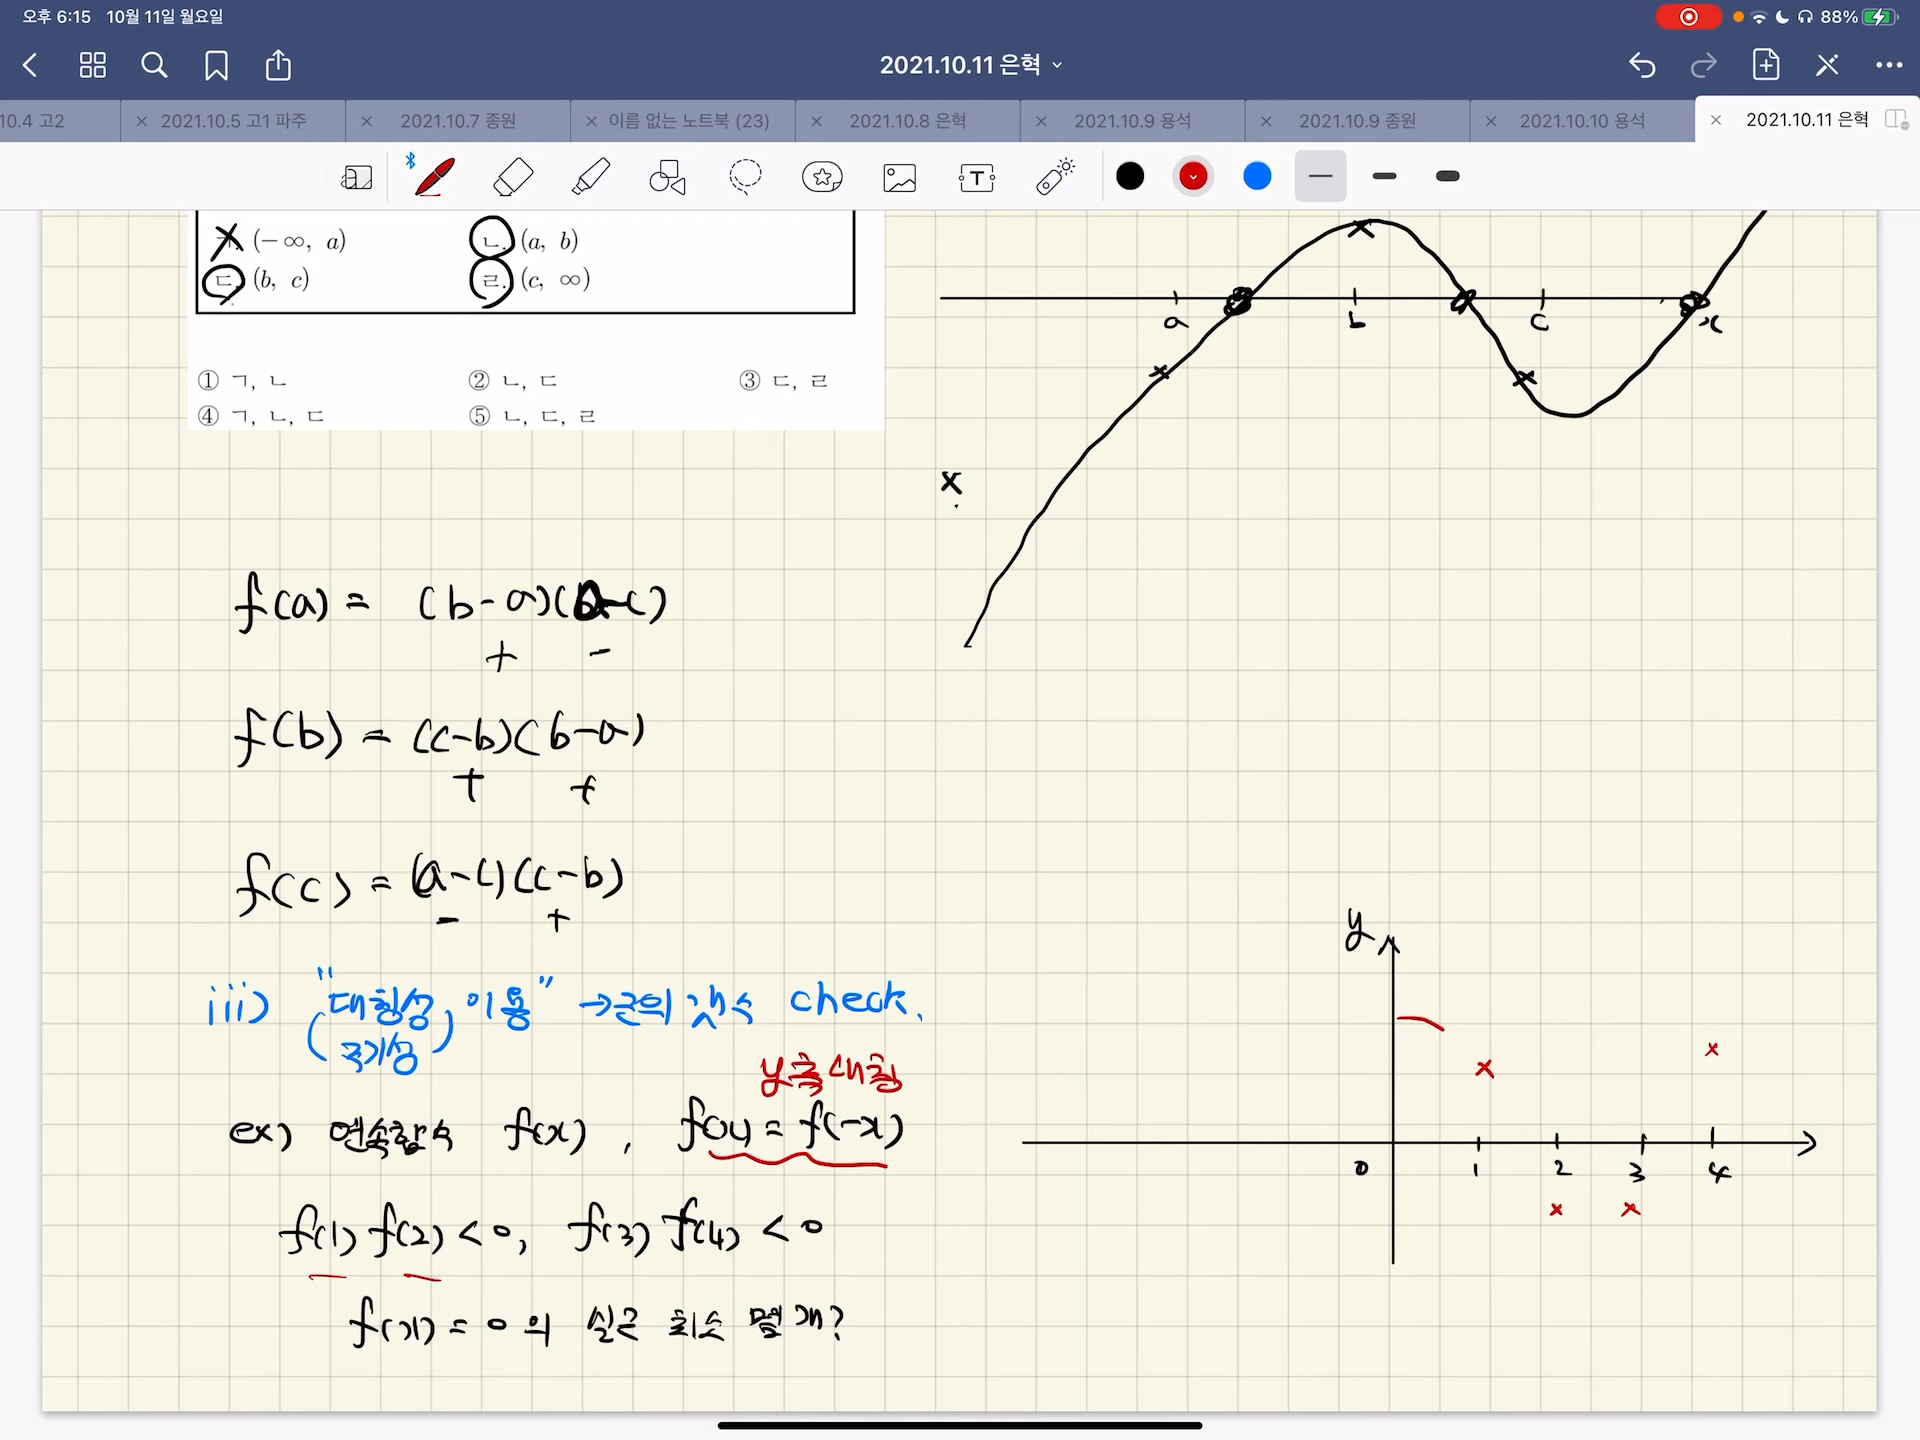 오후 6:15 10월 11일 월요일 88%
2021.10.11 은혁
10.4 고2 2021.10.5 고1 파주 2021.10.7 종원 이름 없는 노트북 (23) 2021.10.8 은혁 2021.10.9 용석 2021.10.9 종원 2021.10.10 용석 2021.10.11 은혁
(-∞, a) ㄴ. (a, b)
ㄷ. (b, c) ㄹ. (c, ∞)
① ㄱ, ㄴ ② ㄴ, ㄷ ③ ㄷ, ㄹ
④ ㄱ, ㄴ, ㄷ ⑤ ㄴ, ㄷ, ㄹ
a b c x
f(a) = (b-a)(a-c)
+ -
f(b) = (c-b)(b-a)
+ +
f(c) = (a-c)(c-b)
- +
iii) "대칭성, 이용" → 근의 갯수 check.
(주기성)
y축대칭
ex) 연속함수 f(x), f(x) = f(-x)
f(1) f(2) < 0, f(3) f(4) < 0
f(x) = 0의 실근 최소 몇 개?
y
0 1 2 3 4